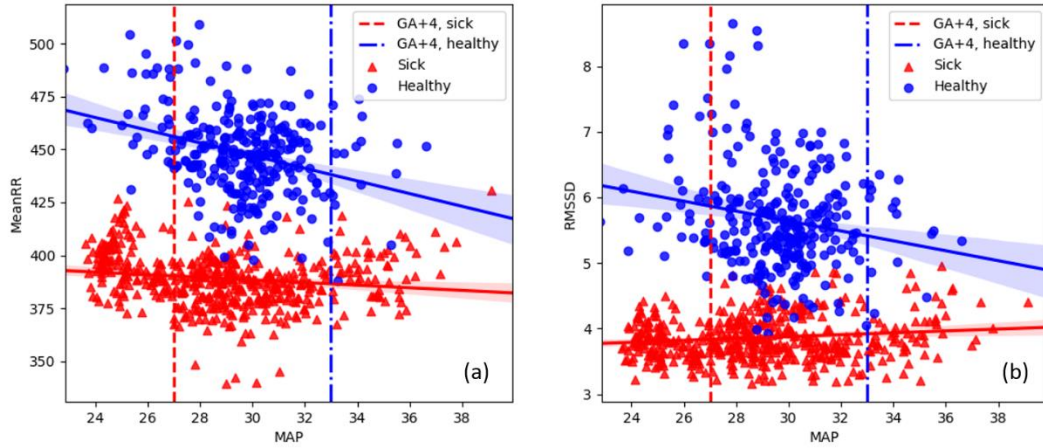 GA+4, sick
GA+4, healthy
Sick
Healthy
500
475
450
425
400
375
350
MeanRR
24 26 28 30 32 34 36 38
MAP
(a)
GA+4, sick
GA+4, healthy
Sick
Healthy
8
7
6
5
4
3
RMSSD
24 26 28 30 32 34 36 38
MAP
(b)